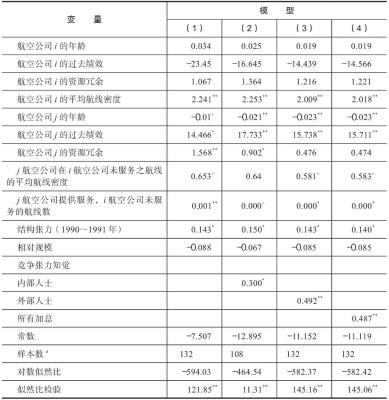 变 量 模 型
(1) (2) (3) (4)
航空公司 i 的年龄 0.034 0.025 0.019 0.019
航空公司 i 的过去绩效 -23.45 -16.645 -14.439 -14.566
航空公司 i 的资源冗余 1.067 1.364 1.216 1.221
航空公司 i 的平均航线密度 2.241** 2.253** 2.009** 2.018**
航空公司 j 的年龄 -0.01+ -0.021** -0.023** -0.023**
航空公司 j 的过去绩效 14.466* 17.733** 15.738** 15.711**
航空公司 j 的资源冗余 1.568** 0.902* 0.476 0.474
j 航空公司在 i 航空公司未服务之航线
的平均航线密度 0.653+ 0.64 0.581+ 0.583+
j 航空公司提供服务，i 航空公司未服
务的航线数 0.001** 0.000+ 0.000* 0.000*
结构张力（1990～1991 年） 0.143* 0.150* 0.143* 0.140*
相对规模 -0.088 -0.067 -0.085 -0.085
竞争张力知觉
内部人士 0.300*
外部人士 0.492**
所有加总 0.487**
常数 -7.507 -12.895 -11.152 -11.119
样本数 a 132 108 132 132
对数似然比 -594.03 -464.54 -582.37 -582.42
似然比检验 121.85** 11.31** 145.16** 145.06**